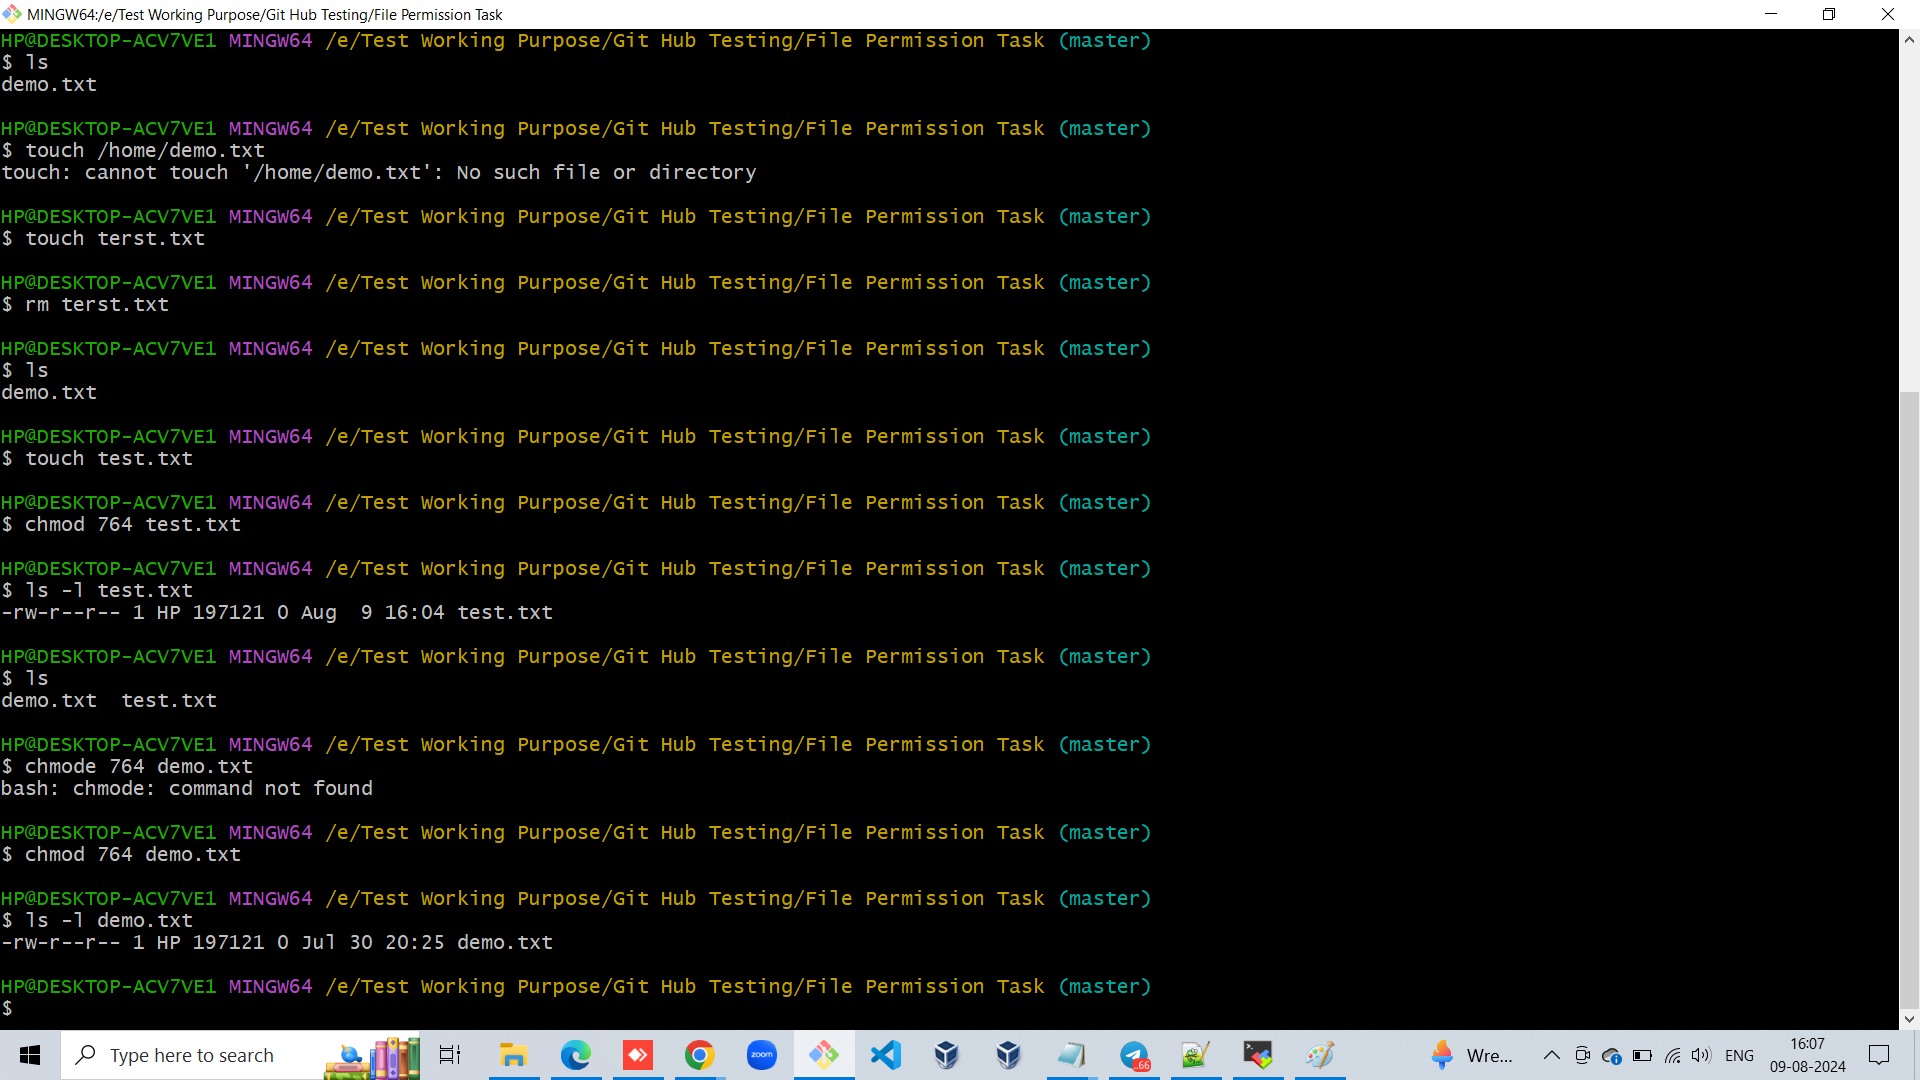 MINGW64:/e/Test Working Purpose/Git Hub Testing/File Permission Task
HP@DESKTOP-ACV7VE1 MINGW64 /e/Test Working Purpose/Git Hub Testing/File Permission Task (master)
$ ls
demo.txt
HP@DESKTOP-ACV7VE1 MINGW64 /e/Test Working Purpose/Git Hub Testing/File Permission Task (master)
$ touch /home/demo.txt
touch: cannot touch '/home/demo.txt': No such file or directory
HP@DESKTOP-ACV7VE1 MINGW64 /e/Test Working Purpose/Git Hub Testing/File Permission Task (master)
$ touch terst.txt
HP@DESKTOP-ACV7VE1 MINGW64 /e/Test Working Purpose/Git Hub Testing/File Permission Task (master)
$ rm terst.txt
HP@DESKTOP-ACV7VE1 MINGW64 /e/Test Working Purpose/Git Hub Testing/File Permission Task (master)
$ ls
demo.txt
HP@DESKTOP-ACV7VE1 MINGW64 /e/Test Working Purpose/Git Hub Testing/File Permission Task (master)
$ touch test.txt
HP@DESKTOP-ACV7VE1 MINGW64 /e/Test Working Purpose/Git Hub Testing/File Permission Task (master)
$ chmod 764 test.txt
HP@DESKTOP-ACV7VE1 MINGW64 /e/Test Working Purpose/Git Hub Testing/File Permission Task (master)
$ ls -l test.txt
-rw-r--r-- 1 HP 197121 0 Aug  9 16:04 test.txt
HP@DESKTOP-ACV7VE1 MINGW64 /e/Test Working Purpose/Git Hub Testing/File Permission Task (master)
$ ls
demo.txt  test.txt
HP@DESKTOP-ACV7VE1 MINGW64 /e/Test Working Purpose/Git Hub Testing/File Permission Task (master)
$ chmode 764 demo.txt
bash: chmode: command not found
HP@DESKTOP-ACV7VE1 MINGW64 /e/Test Working Purpose/Git Hub Testing/File Permission Task (master)
$ chmod 764 demo.txt
HP@DESKTOP-ACV7VE1 MINGW64 /e/Test Working Purpose/Git Hub Testing/File Permission Task (master)
$ ls -l demo.txt
-rw-r--r-- 1 HP 197121 0 Jul 30 20:25 demo.txt
HP@DESKTOP-ACV7VE1 MINGW64 /e/Test Working Purpose/Git Hub Testing/File Permission Task (master)
$
Type here to search
zoom
..66
Wre...
ENG
16:07
09-08-2024